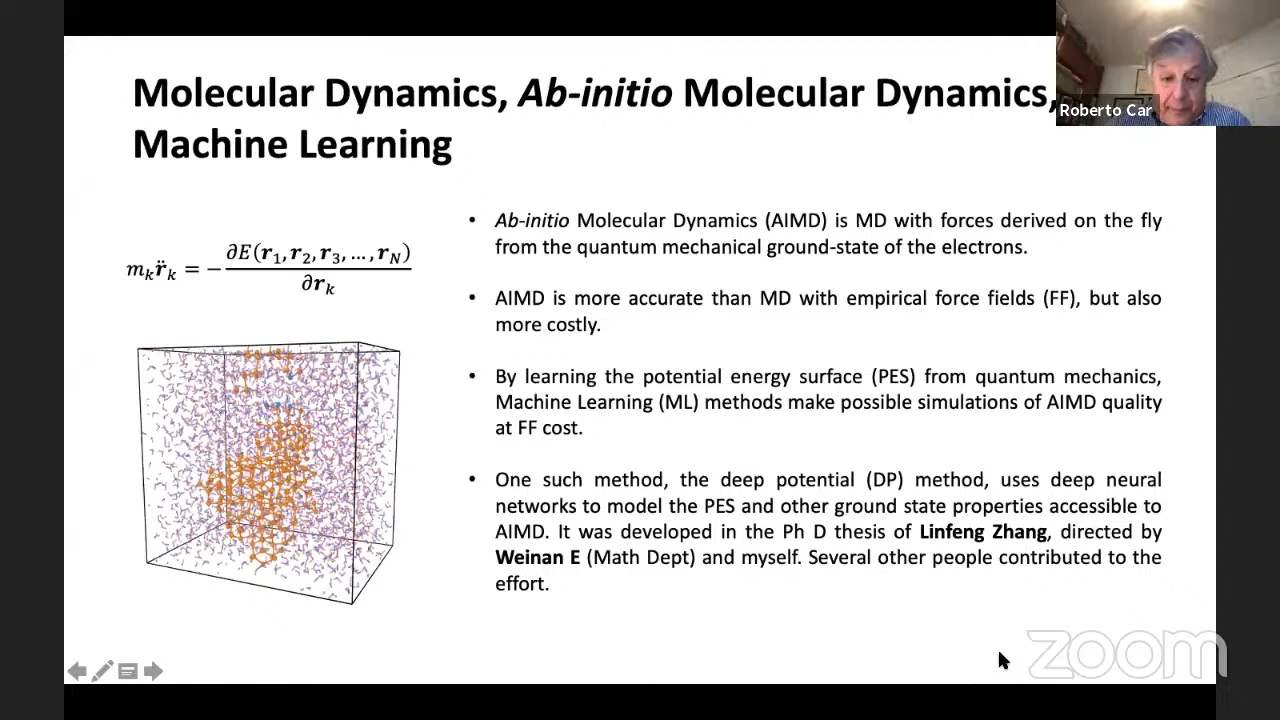 Molecular Dynamics, Ab-initio Molecular Dynamics,
Machine Learning
Roberto Car
• Ab-initio Molecular Dynamics (AIMD) is MD with forces derived on the fly
from the quantum mechanical ground-state of the electrons.
• AIMD is more accurate than MD with empirical force fields (FF), but also
more costly.
• By learning the potential energy surface (PES) from quantum mechanics,
Machine Learning (ML) methods make possible simulations of AIMD quality
at FF cost.
• One such method, the deep potential (DP) method, uses deep neural
networks to model the PES and other ground state properties accessible to
AIMD. It was developed in the Ph D thesis of Linfeng Zhang, directed by
Weinan E (Math Dept) and myself. Several other people contributed to the
effort.
m_k r̈_k = − ∂E(r_1, r_2, r_3, …, r_N) / ∂r_k
zoom